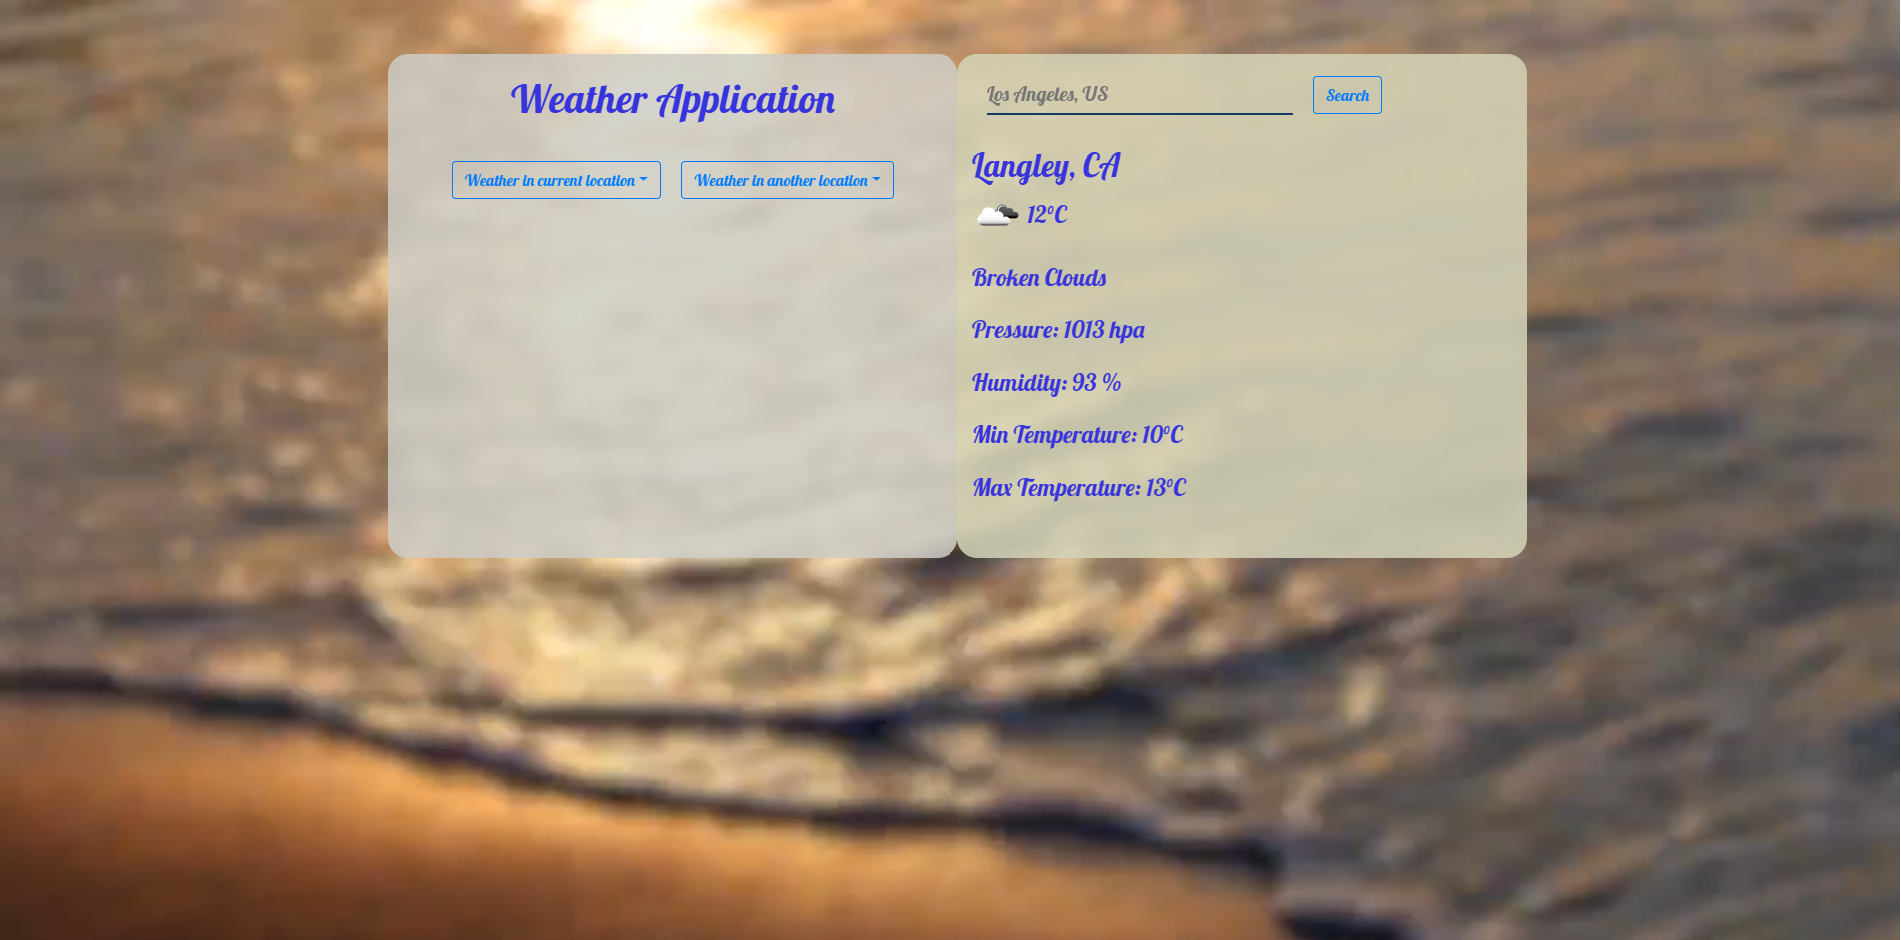 Weather Application
Weather in current location
Weather in another location
Los Angeles, US
Search
Langley, CA
12°C
Broken Clouds
Pressure: 1013 hpa
Humidity: 93 %
Min Temperature: 10°C
Max Temperature: 13°C